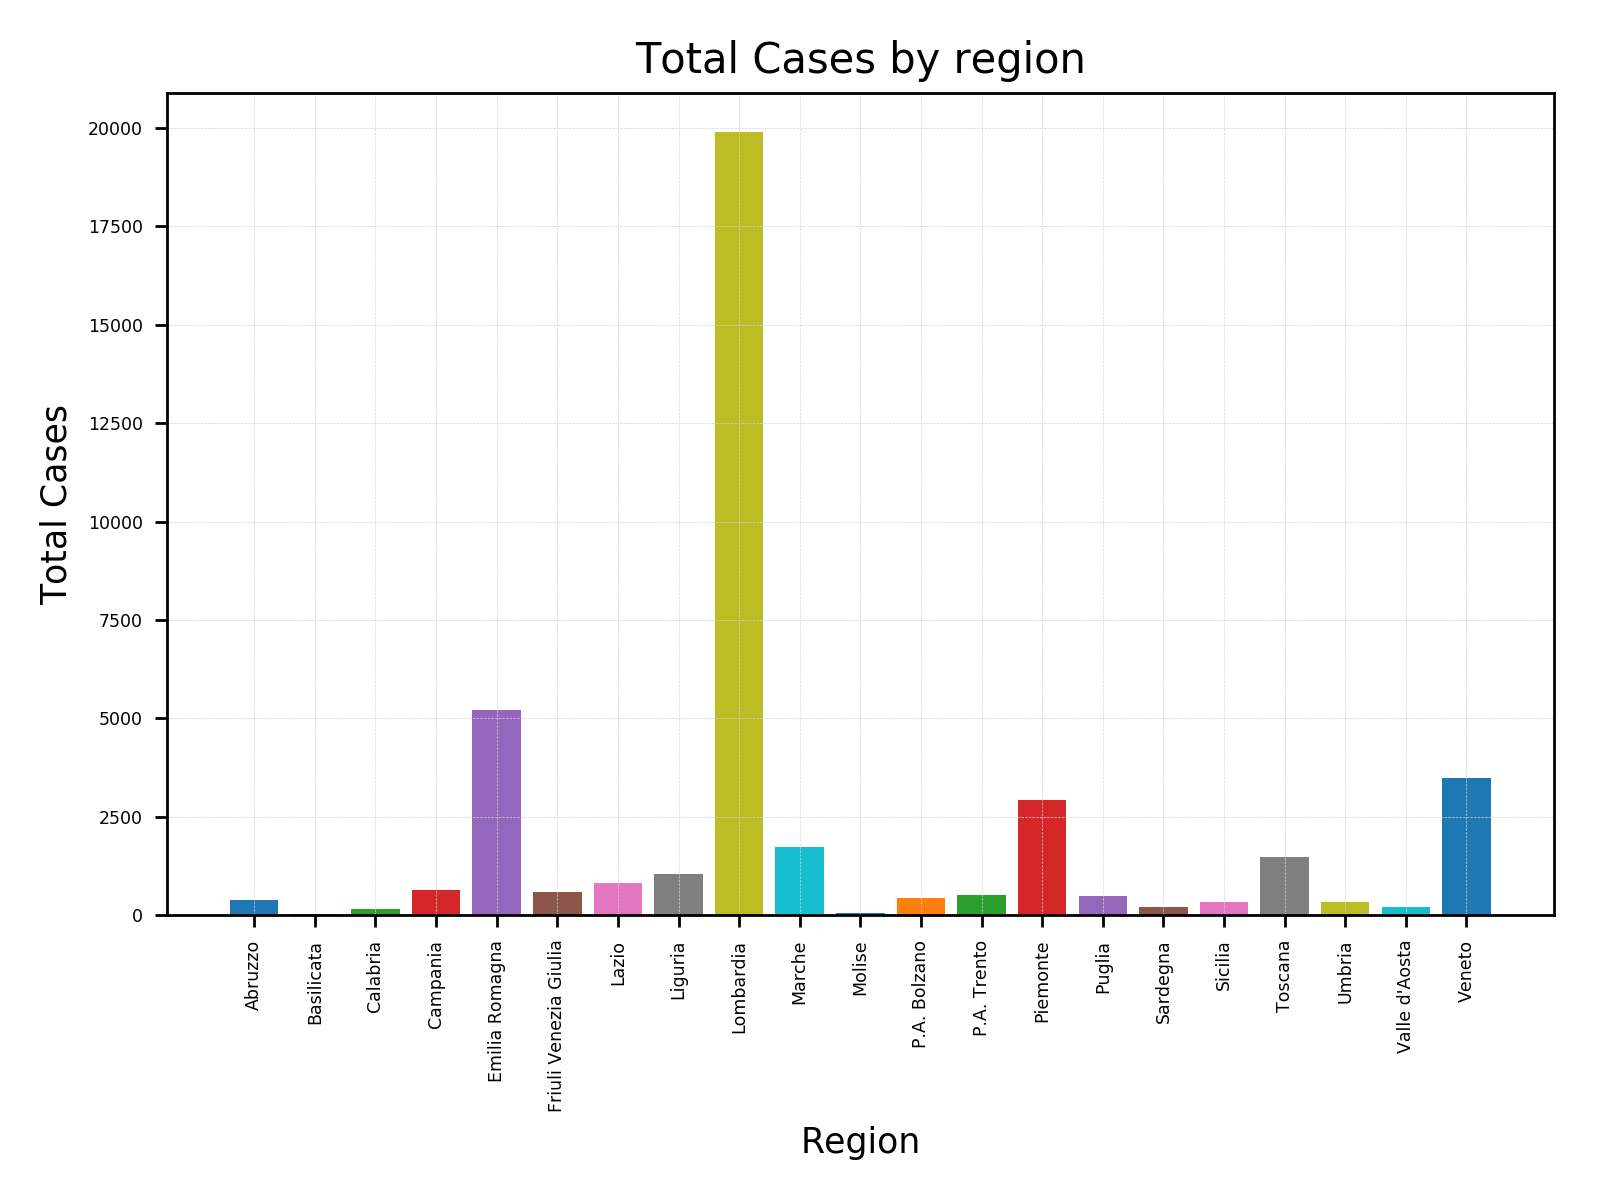 Total Cases by region
Total Cases
20000
17500
15000
12500
10000
7500
5000
2500
0
Abruzzo
Basilicata
Calabria
Campania
Emilia Romagna
Friuli Venezia Giulia
Lazio
Liguria
Lombardia
Marche
Molise
P.A. Bolzano
P.A. Trento
Piemonte
Puglia
Sardegna
Sicilia
Toscana
Umbria
Valle d'Aosta
Veneto
Region